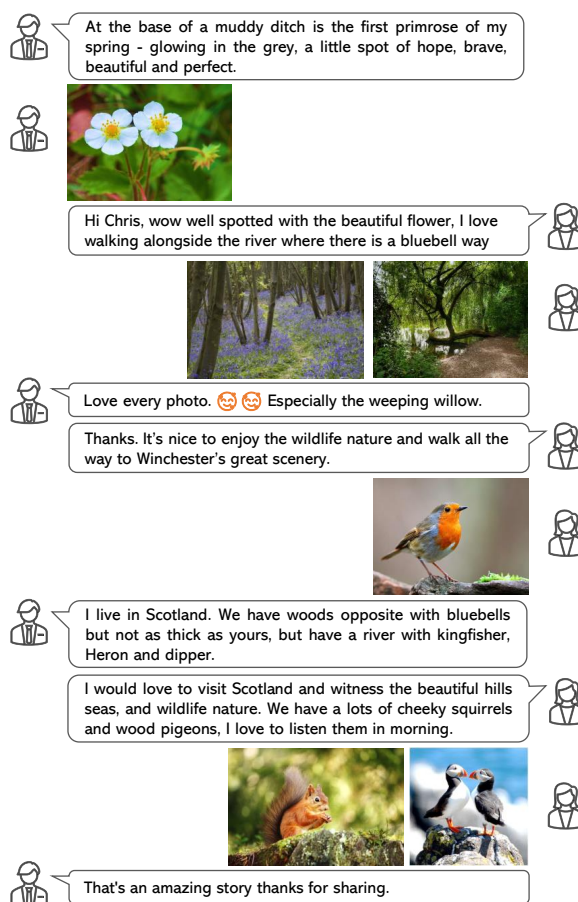 At the base of a muddy ditch is the first primrose of my
spring - glowing in the grey, a little spot of hope, brave,
beautiful and perfect.
Hi Chris, wow well spotted with the beautiful flower, I love
walking alongside the river where there is a bluebell way
Love every photo. 🥰 🥰 Especially the weeping willow.
Thanks. It's nice to enjoy the wildlife nature and walk all the
way to Winchester's great scenery.
I live in Scotland. We have woods opposite with bluebells
but not as thick as yours, but have a river with kingfisher,
Heron and dipper.
I would love to visit Scotland and witness the beautiful hills
seas, and wildlife nature. We have a lots of cheeky squirrels
and wood pigeons, I love to listen them in morning.
That's an amazing story thanks for sharing.